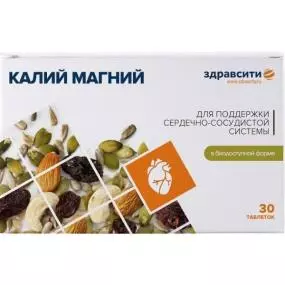 КАЛИЙ МАГНИЙ
здравсити
ДЛЯ ПОДДЕРЖКИ
СЕРДЕЧНО-СОСУДИСТОЙ
СИСТЕМЫ
в биодоступной форме
30
ТАБЛЕТОК